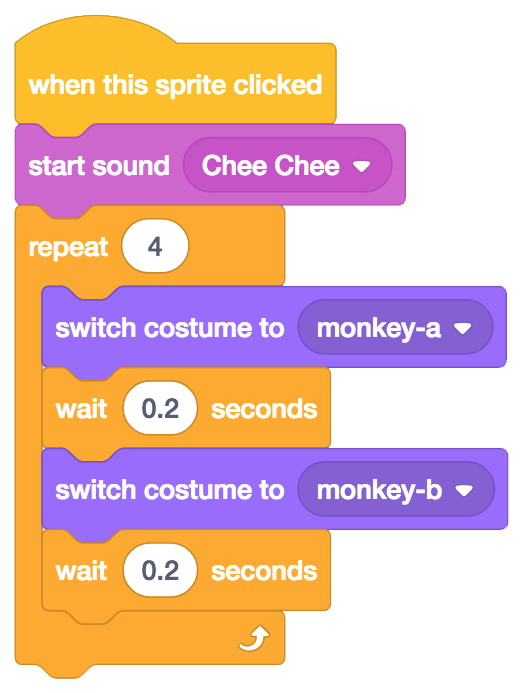 when this sprite clicked
start sound Chee Chee
repeat 4
switch costume to monkey-a
wait 0.2 seconds
switch costume to monkey-b
wait 0.2 seconds